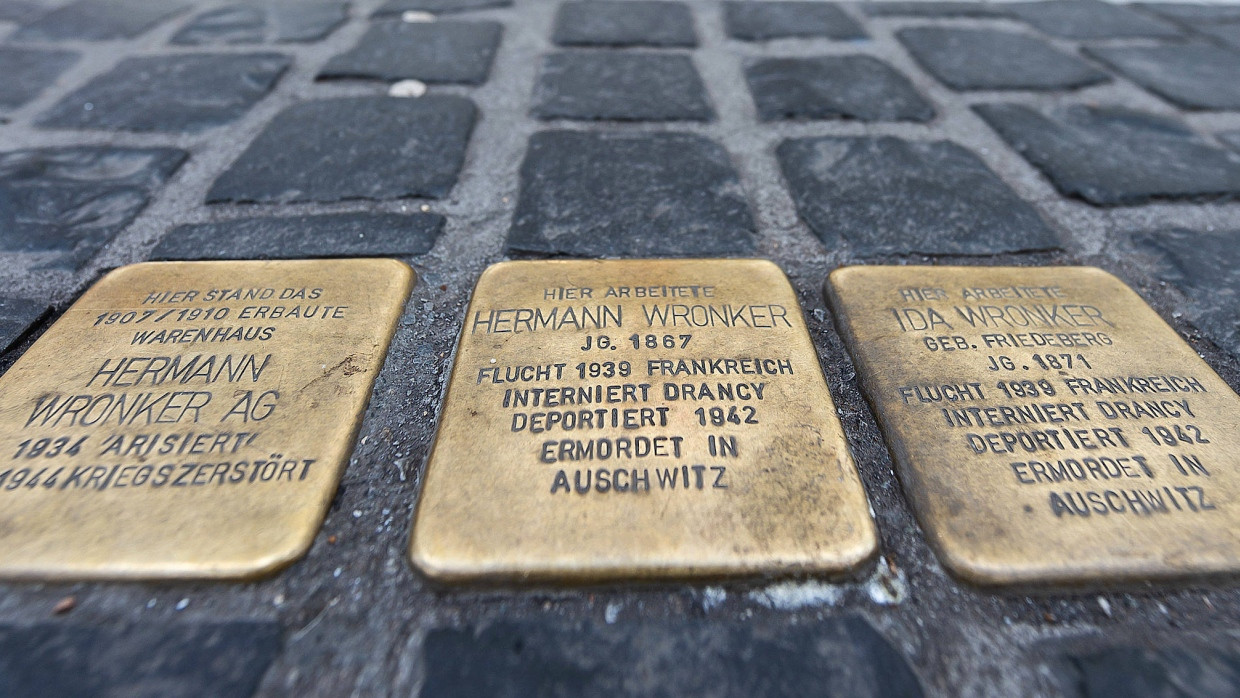 HIER STAND DAS
1907/1910 ERBAUTE
WARENHAUS
HERMANN
WRONKER AG
1934 'ARISIERT'
1944 KRIEGSZERSTÖRT
HIER ARBEITETE
HERMANN WRONKER
JG. 1867
FLUCHT 1939 FRANKREICH
INTERNIERT DRANCY
DEPORTIERT 1942
ERMORDET IN
AUSCHWITZ
HIER ARBEITETE
IDA WRONKER
GEB. FRIEDEBERG
JG. 1871
FLUCHT 1939 FRANKREICH
INTERNIERT DRANCY
DEPORTIERT 1942
ERMORDET IN
AUSCHWITZ